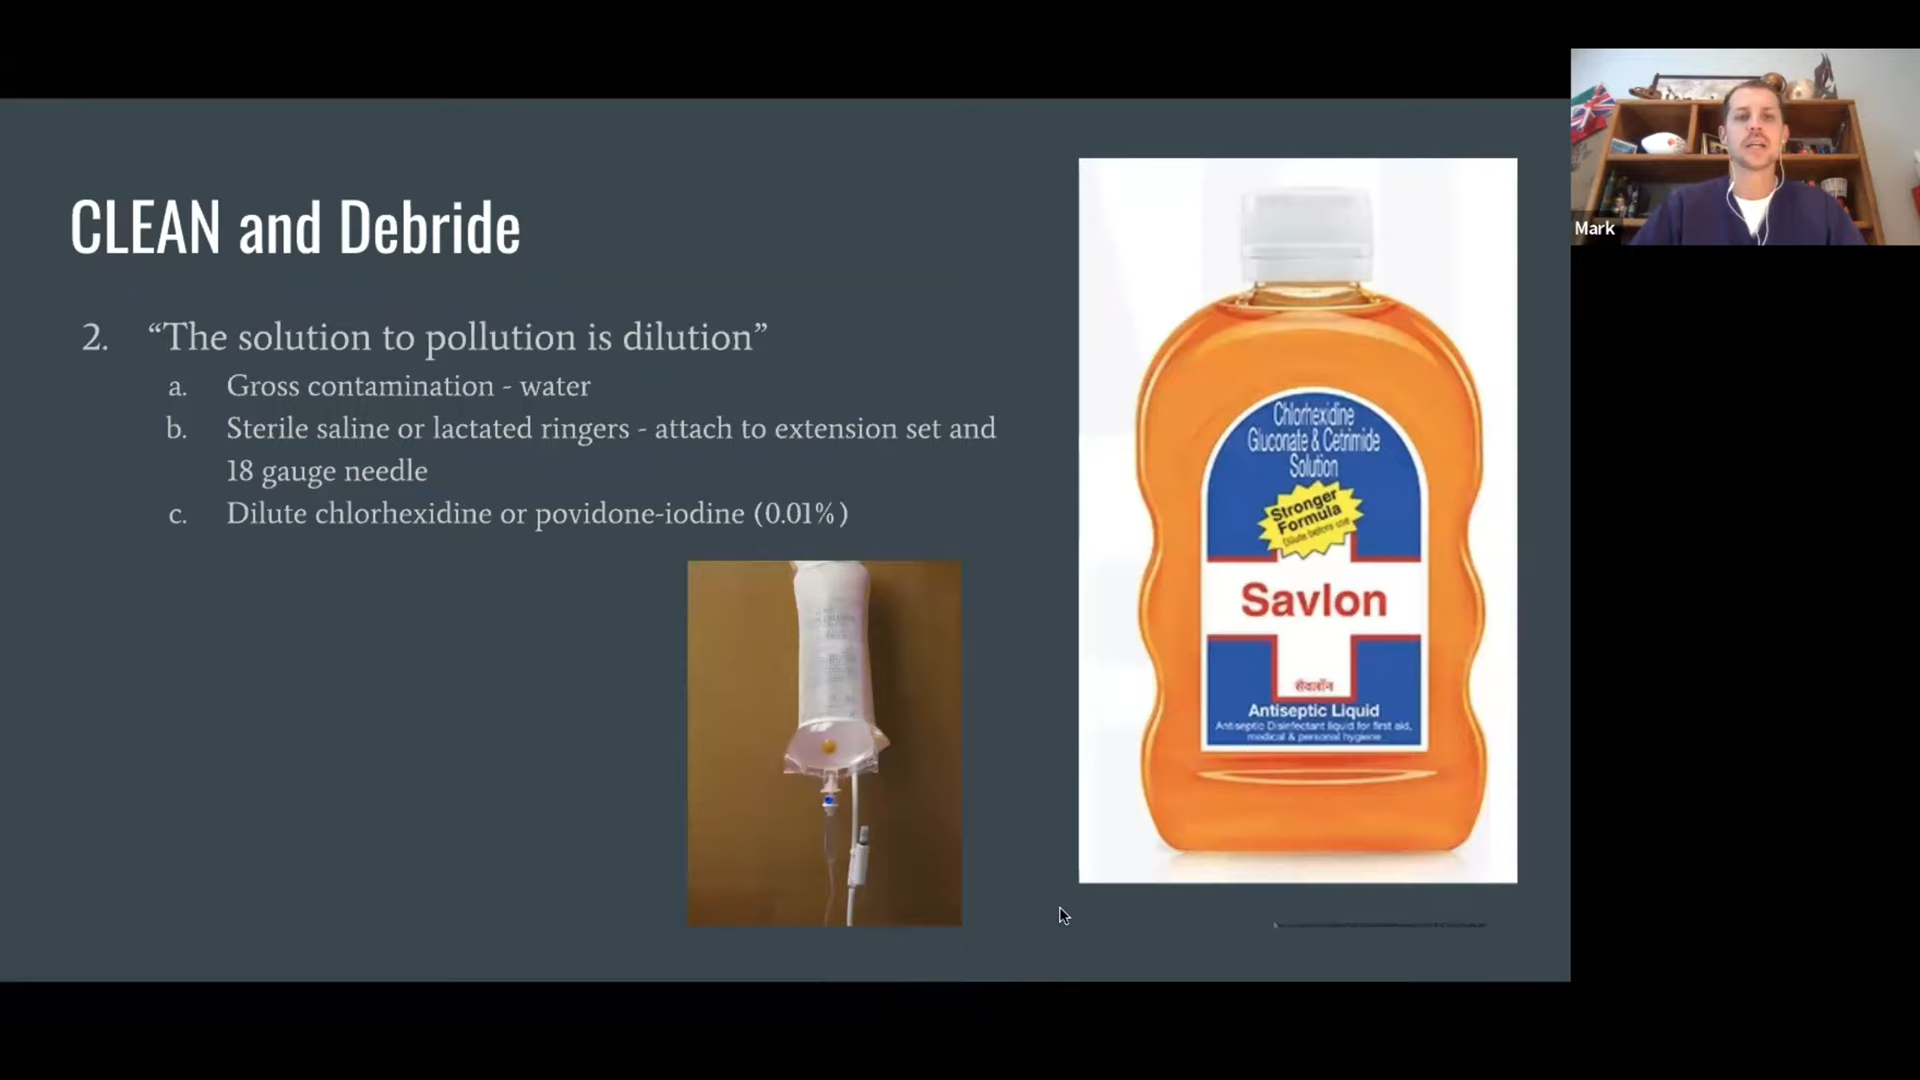 CLEAN and Debride
2. “The solution to pollution is dilution”
a. Gross contamination - water
b. Sterile saline or lactated ringers - attach to extension set and
18 gauge needle
c. Dilute chlorhexidine or povidone-iodine (0.01%)
Chlorhexidine
Gluconate & Cetrimide
Solution
Stronger
Formula
Dilute before use
Savlon
सॅवलॉन
Antiseptic Liquid
Antiseptic Disinfectant liquid for first aid,
medical & personal hygiene
Mark